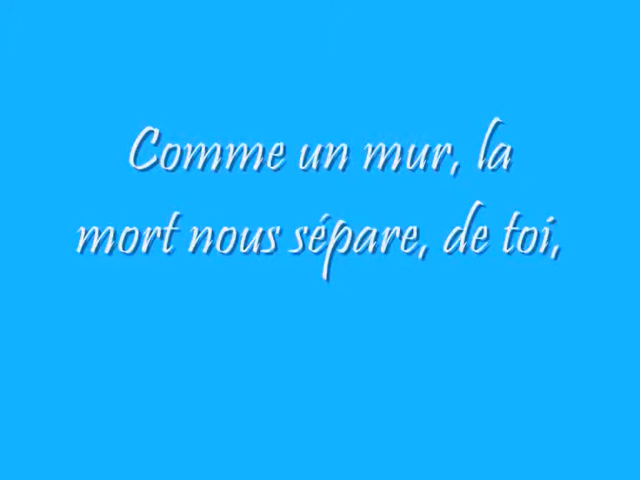 Comme un mur, la
mort nous sépare, de toi,